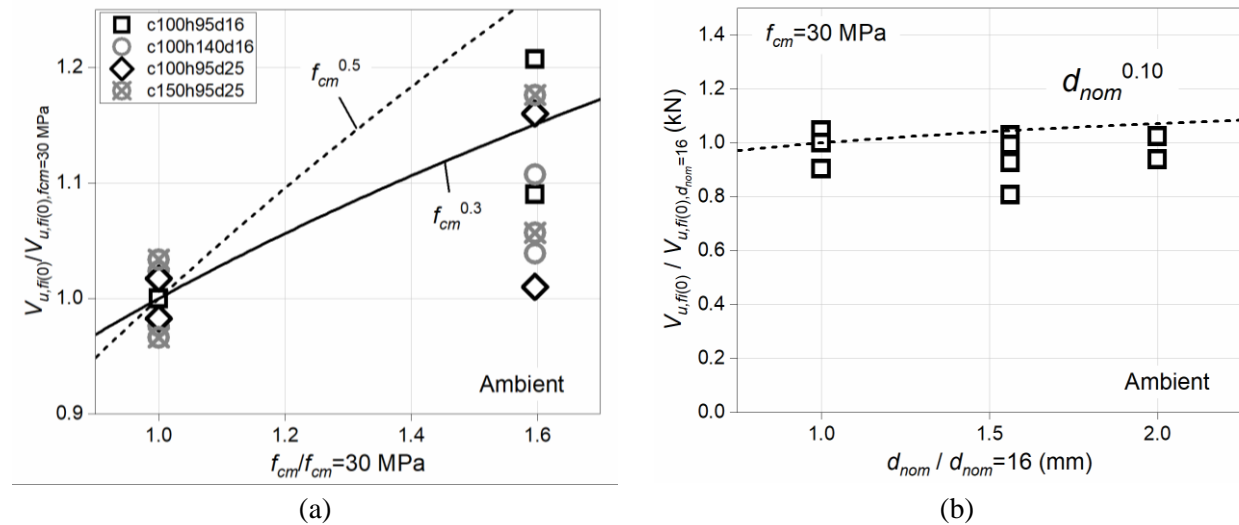 c100h95d16
c100h140d16
c100h95d25
c150h95d25
f_cm^0.5
f_cm^0.3
Ambient
V_u,fi(0)/V_u,fi(0),fcm=30 MPa
1.2
1.1
1.0
0.9
1.0 1.2 1.4 1.6
f_cm/f_cm=30 MPa
(a)
f_cm=30 MPa
d_nom^0.10
Ambient
V_u,fi(0) / V_u,fi(0),d_nom=16 (kN)
1.4
1.2
1.0
0.8
0.6
0.4
0.2
0.0
1.0 1.5 2.0
d_nom / d_nom=16 (mm)
(b)